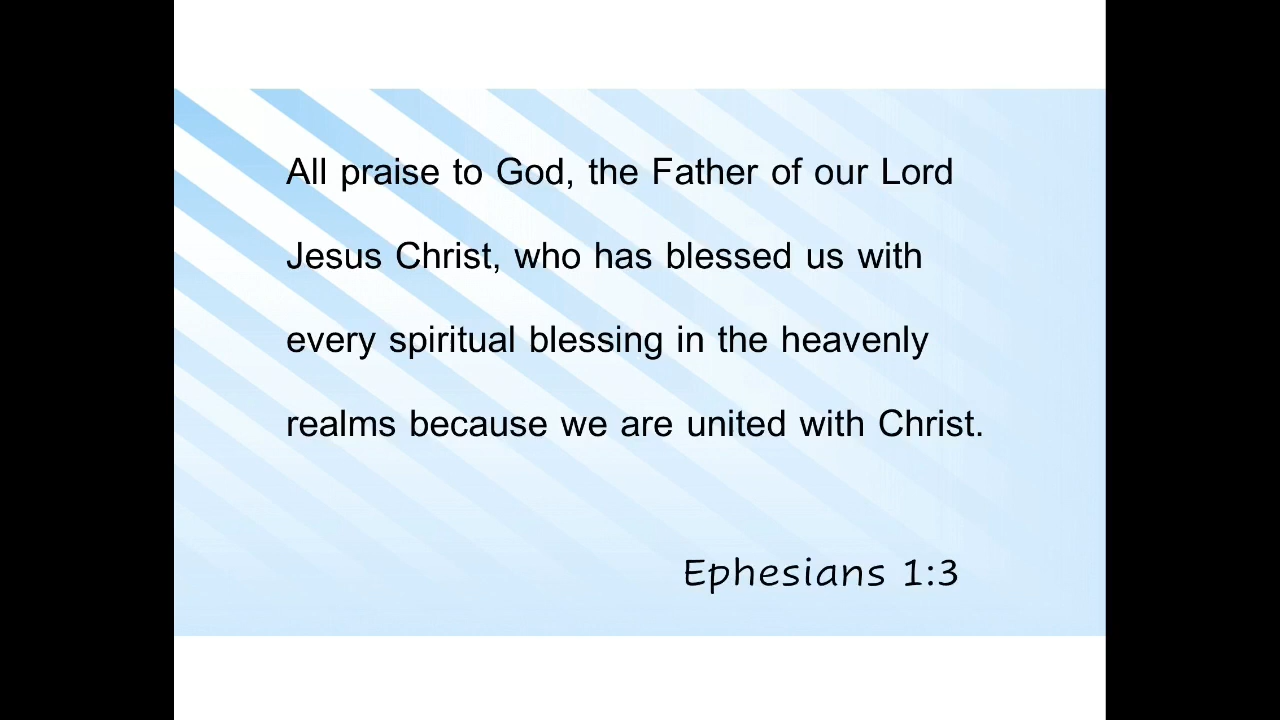 All praise to God, the Father of our Lord
Jesus Christ, who has blessed us with
every spiritual blessing in the heavenly
realms because we are united with Christ.
Ephesians 1:3